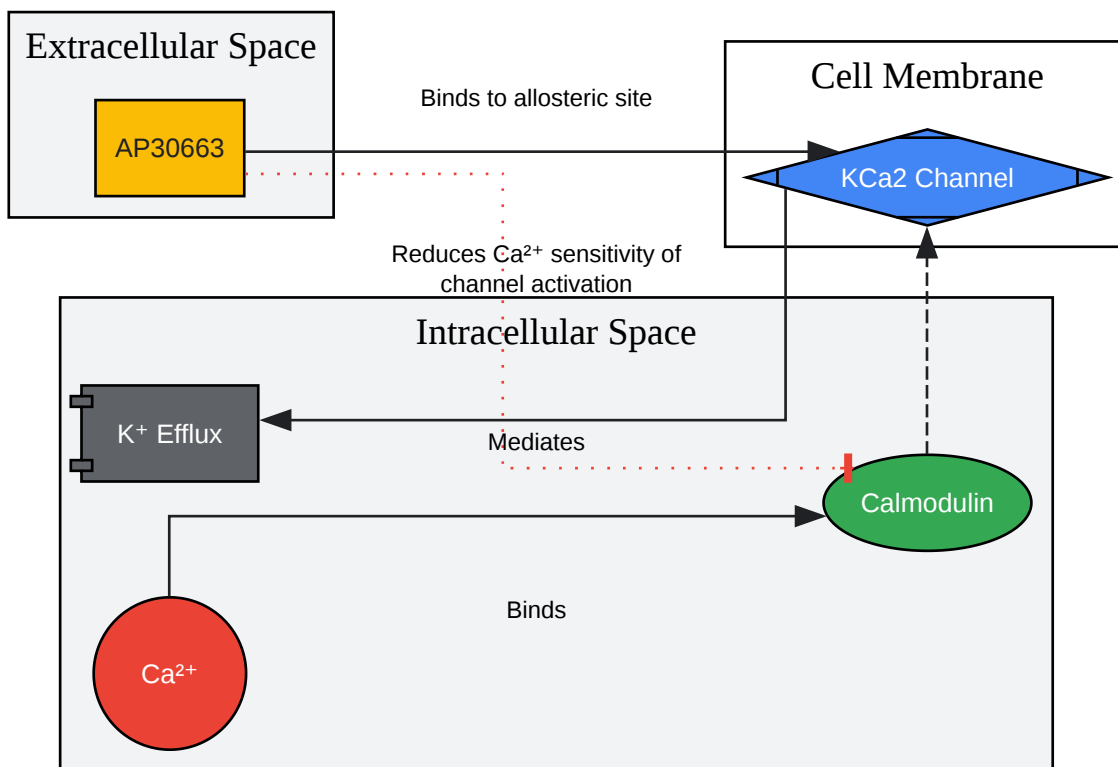 Extracellular Space
AP30663
Binds to allosteric site
Cell Membrane
KCa2 Channel
Reduces Ca²⁺ sensitivity of
channel activation
Intracellular Space
K⁺ Efflux
Mediates
Calmodulin
Binds
Ca²⁺